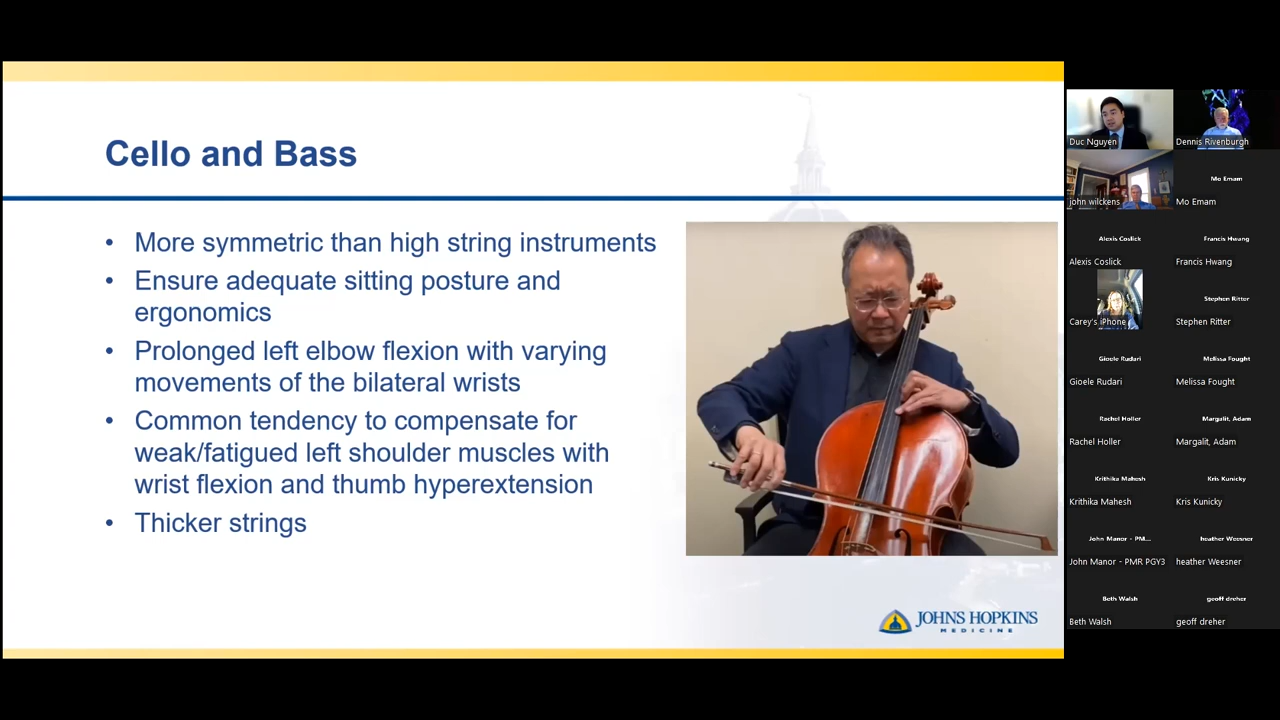 Cello and Bass
• More symmetric than high string instruments
• Ensure adequate sitting posture and
ergonomics
• Prolonged left elbow flexion with varying
movements of the bilateral wrists
• Common tendency to compensate for
weak/fatigued left shoulder muscles with
wrist flexion and thumb hyperextension
• Thicker strings
JOHNS HOPKINS
MEDICINE
Duc Nguyen
Dennis Rivenburgh
john wilckens
Mo Emam
Mo Emam
Alexis Coslick
Francis Hwang
Alexis Coslick
Francis Hwang
Stephen Ritter
Carey's iPhone
Stephen Ritter
Gioele Rudari
Melissa Fought
Gioele Rudari
Melissa Fought
Rachel Holler
Margalit, Adam
Rachel Holler
Margalit, Adam
Krithika Mahesh
Kris Kunicky
Krithika Mahesh
Kris Kunicky
John Manor - PM...
heather Weesner
John Manor - PMR PGY3
heather Weesner
Beth Walsh
geoff dreher
Beth Walsh
geoff dreher